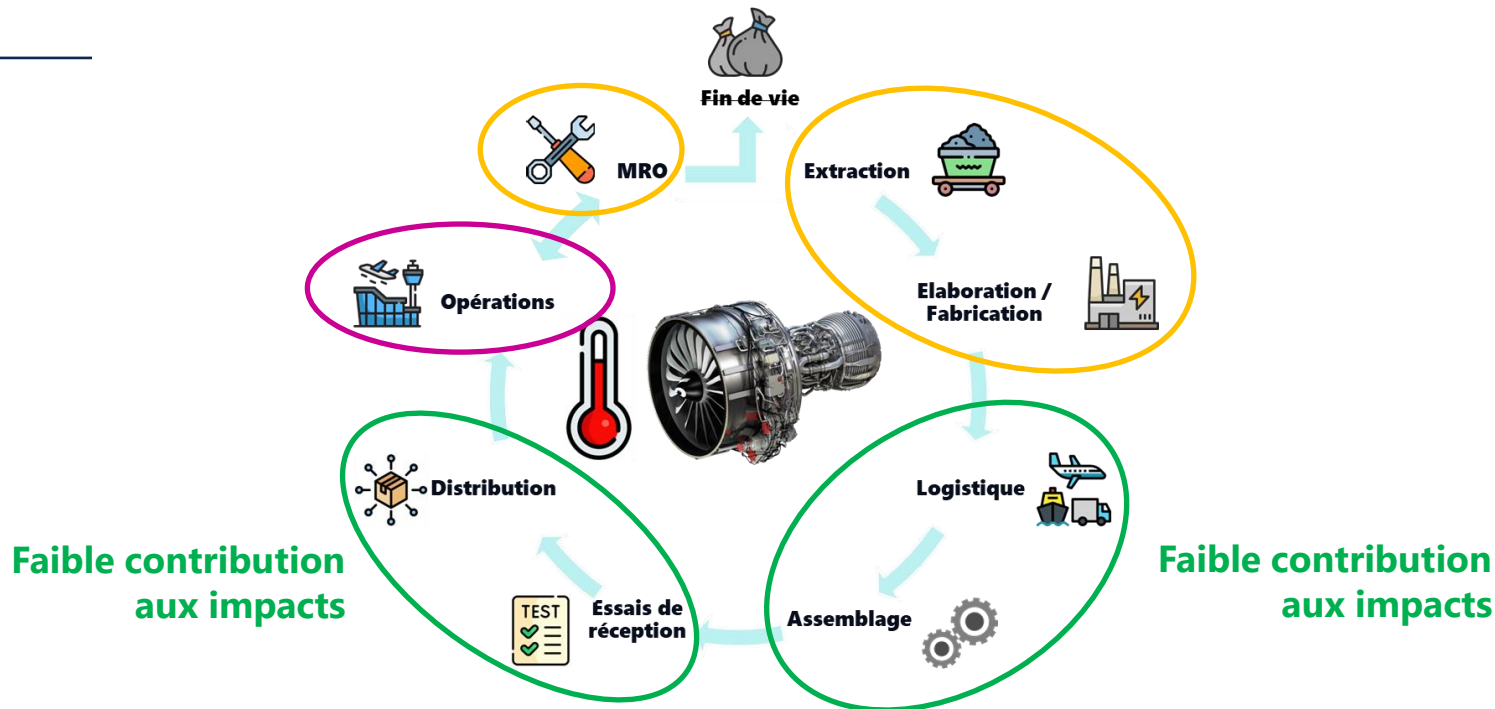 Fin de vie
MRO
Extraction
Opérations
Elaboration /
Fabrication
Distribution
Logistique
Faible contribution
aux impacts
Faible contribution
aux impacts
TEST
Essais de
réception
Assemblage